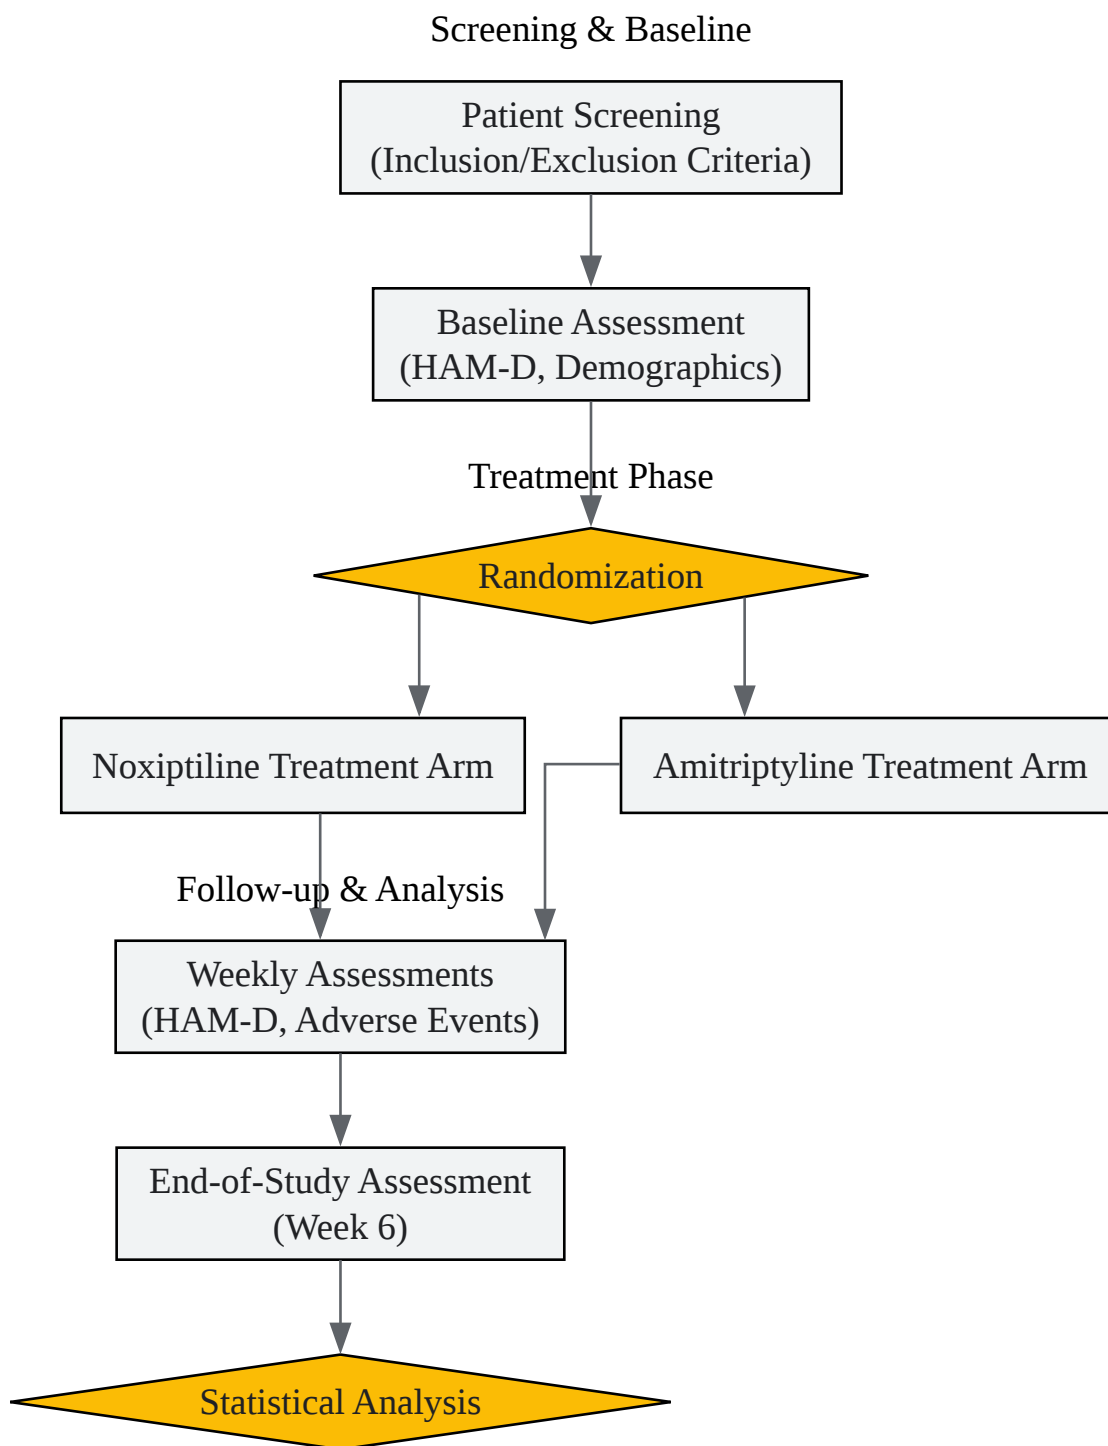 Screening & Baseline
Patient Screening
(Inclusion/Exclusion Criteria)
Baseline Assessment
(HAM-D, Demographics)
Treatment Phase
Randomization
Noxiptiline Treatment Arm
Amitriptyline Treatment Arm
Follow-up & Analysis
Weekly Assessments
(HAM-D, Adverse Events)
End-of-Study Assessment
(Week 6)
Statistical Analysis